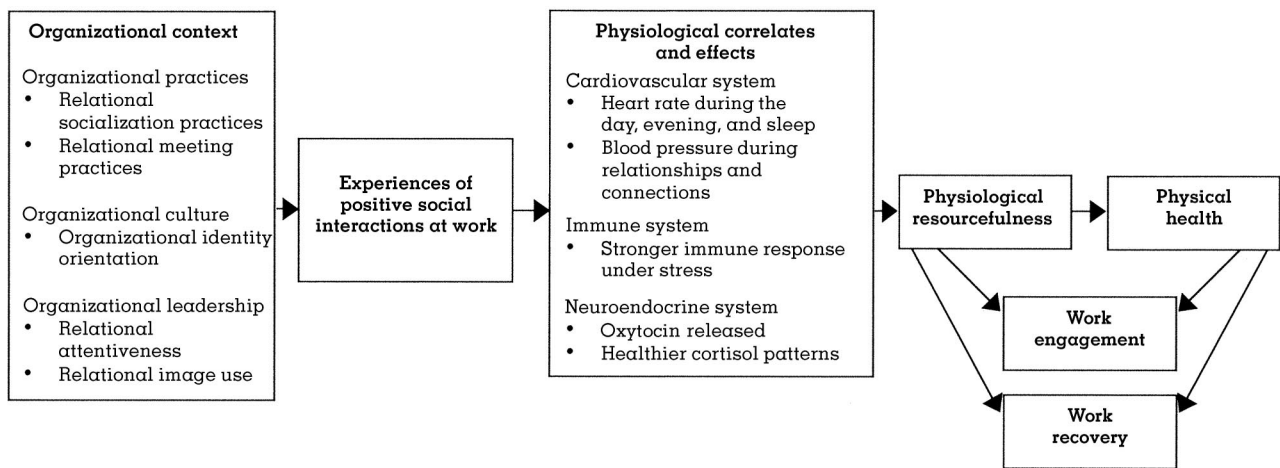 Organizational context
Organizational practices
• Relational
socialization practices
• Relational meeting
practices
Organizational culture
• Organizational identity
orientation
Organizational leadership
• Relational
attentiveness
• Relational image use
Experiences of
positive social
interactions at work
Physiological correlates
and effects
Cardiovascular system
• Heart rate during the
day, evening, and sleep
• Blood pressure during
relationships and
connections
Immune system
• Stronger immune response
under stress
Neuroendocrine system
• Oxytocin released
• Healthier cortisol patterns
Physiological
resourcefulness
Physical
health
Work
engagement
Work
recovery